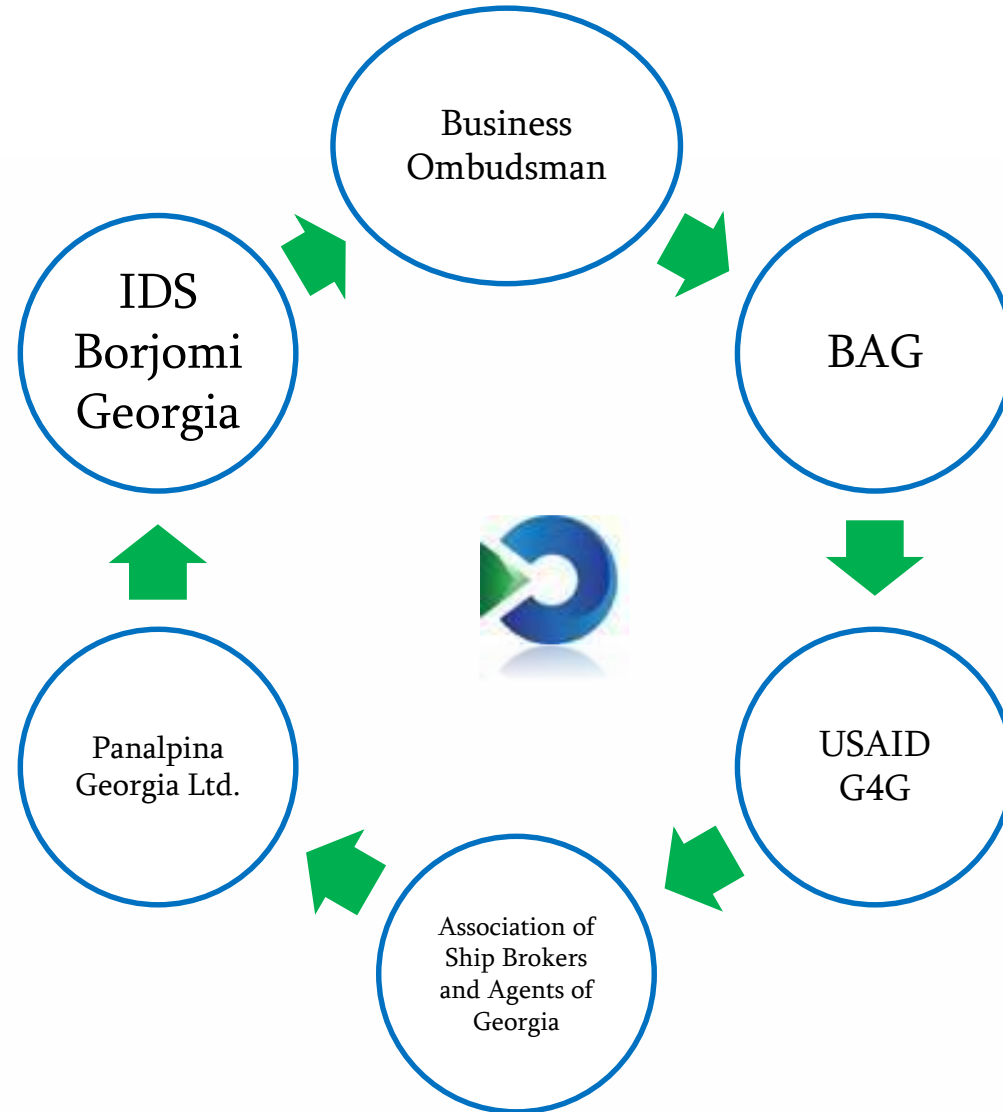 Business
Ombudsman
BAG
USAID
G4G
Association of
Ship Brokers
and Agents of
Georgia
Panalpina
Georgia Ltd.
IDS
Borjomi
Georgia